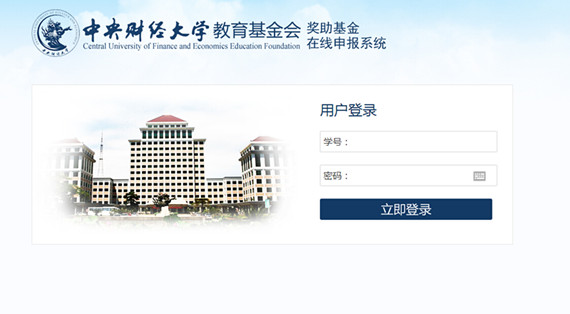 中央财经大学教育基金会
Central University of Finance and Economics Education Foundation
奖助基金
在线申报系统
用户登录
学号：
密码：
立即登录